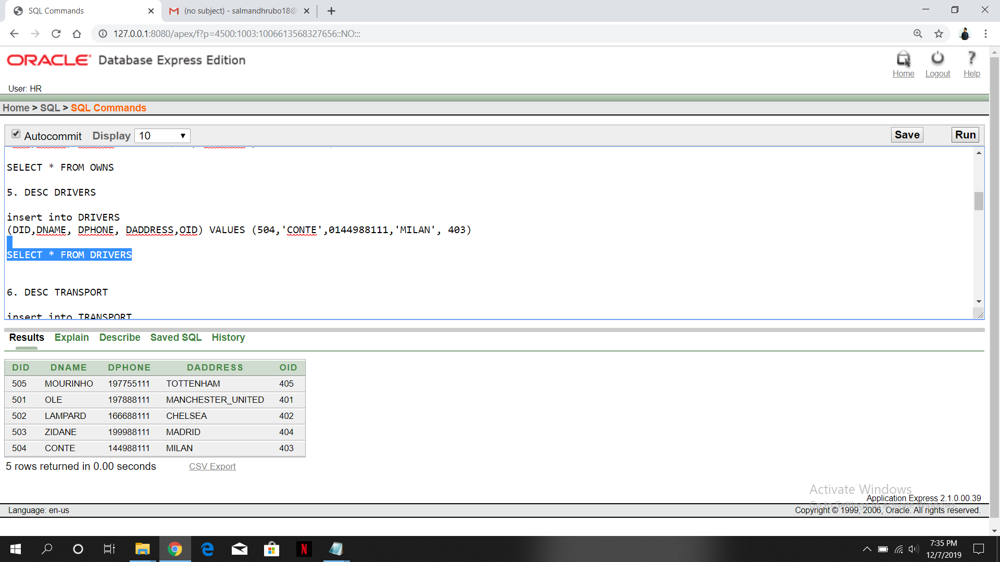 SQL Commands
(no subject) - salmandhrubo18@
127.0.0.1:8080/apex/f?p=4500:1003:1006613568327656::NO:::
ORACLE Database Express Edition
Home Logout Help
User: HR
Home > SQL > SQL Commands
Autocommit Display 10 Save Run
SELECT * FROM OWNS
5. DESC DRIVERS
insert into DRIVERS
(DID,DNAME, DPHONE, DADDRESS,OID) VALUES (504,'CONTE',0144988111,'MILAN', 403)
SELECT * FROM DRIVERS
6. DESC TRANSPORT
insert into TRANSPORT
Results Explain Describe Saved SQL History
DID DNAME DPHONE DADDRESS OID
505 MOURINHO 197755111 TOTTENHAM 405
501 OLE 197888111 MANCHESTER_UNITED 401
502 LAMPARD 166688111 CHELSEA 402
503 ZIDANE 199988111 MADRID 404
504 CONTE 144988111 MILAN 403
5 rows returned in 0.00 seconds CSV Export
Activate Windows
Go to Settings to activate Windows.
Application Express 2.1.0.00.39
Language: en-us
Copyright © 1999, 2006, Oracle. All rights reserved.
7:35 PM
12/7/2019